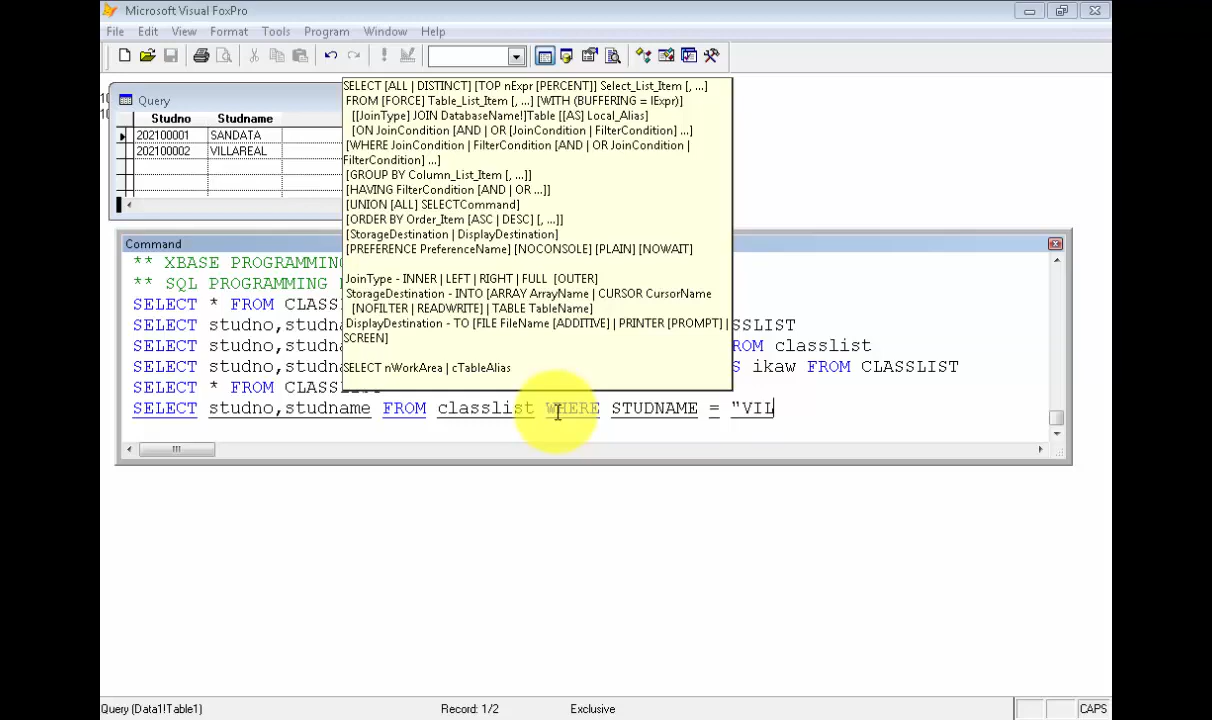 Microsoft Visual FoxPro
File Edit View Format Tools Program Window Help
Query
Studno Studname
202100001 SANDATA
202100002 VILLAREAL
SELECT [ALL | DISTINCT] [TOP nExpr [PERCENT]] Select_List_Item [, ...]
FROM [FORCE] Table_List_Item [, ...] [WITH (BUFFERING = lExpr)]
[[JoinType] JOIN DatabaseName!]Table [[AS] Local_Alias]
[ON JoinCondition [AND | OR [JoinCondition | FilterCondition] ...]
[WHERE JoinCondition | FilterCondition [AND | OR JoinCondition |
FilterCondition] ...]
[GROUP BY Column_List_Item [, ...]]
[HAVING FilterCondition [AND | OR ...]]
[UNION [ALL] SELECTCommand]
[ORDER BY Order_Item [ASC | DESC] [, ...]]
[StorageDestination | DisplayDestination]
[PREFERENCE PreferenceName] [NOCONSOLE] [PLAIN] [NOWAIT]
JoinType - INNER | LEFT | RIGHT | FULL [OUTER]
StorageDestination - INTO [ARRAY ArrayName | CURSOR CursorName
[NOFILTER | READWRITE] | TABLE TableName]
DisplayDestination - TO [FILE FileName [ADDITIVE] | PRINTER [PROMPT] |
SCREEN]
SELECT nWorkArea | cTableAlias
Command
** XBASE PROGRAMMING
** SQL PROGRAMMING
SELECT * FROM
SELECT studno,
SELECT studno, FROM classlist
SELECT studno, ikaw FROM CLASSLIST
SELECT * FROM
SELECT studno,studname FROM classlist WHERE STUDNAME = "VIL
Query (Data1!Table1) Record: 1/2 Exclusive CAPS